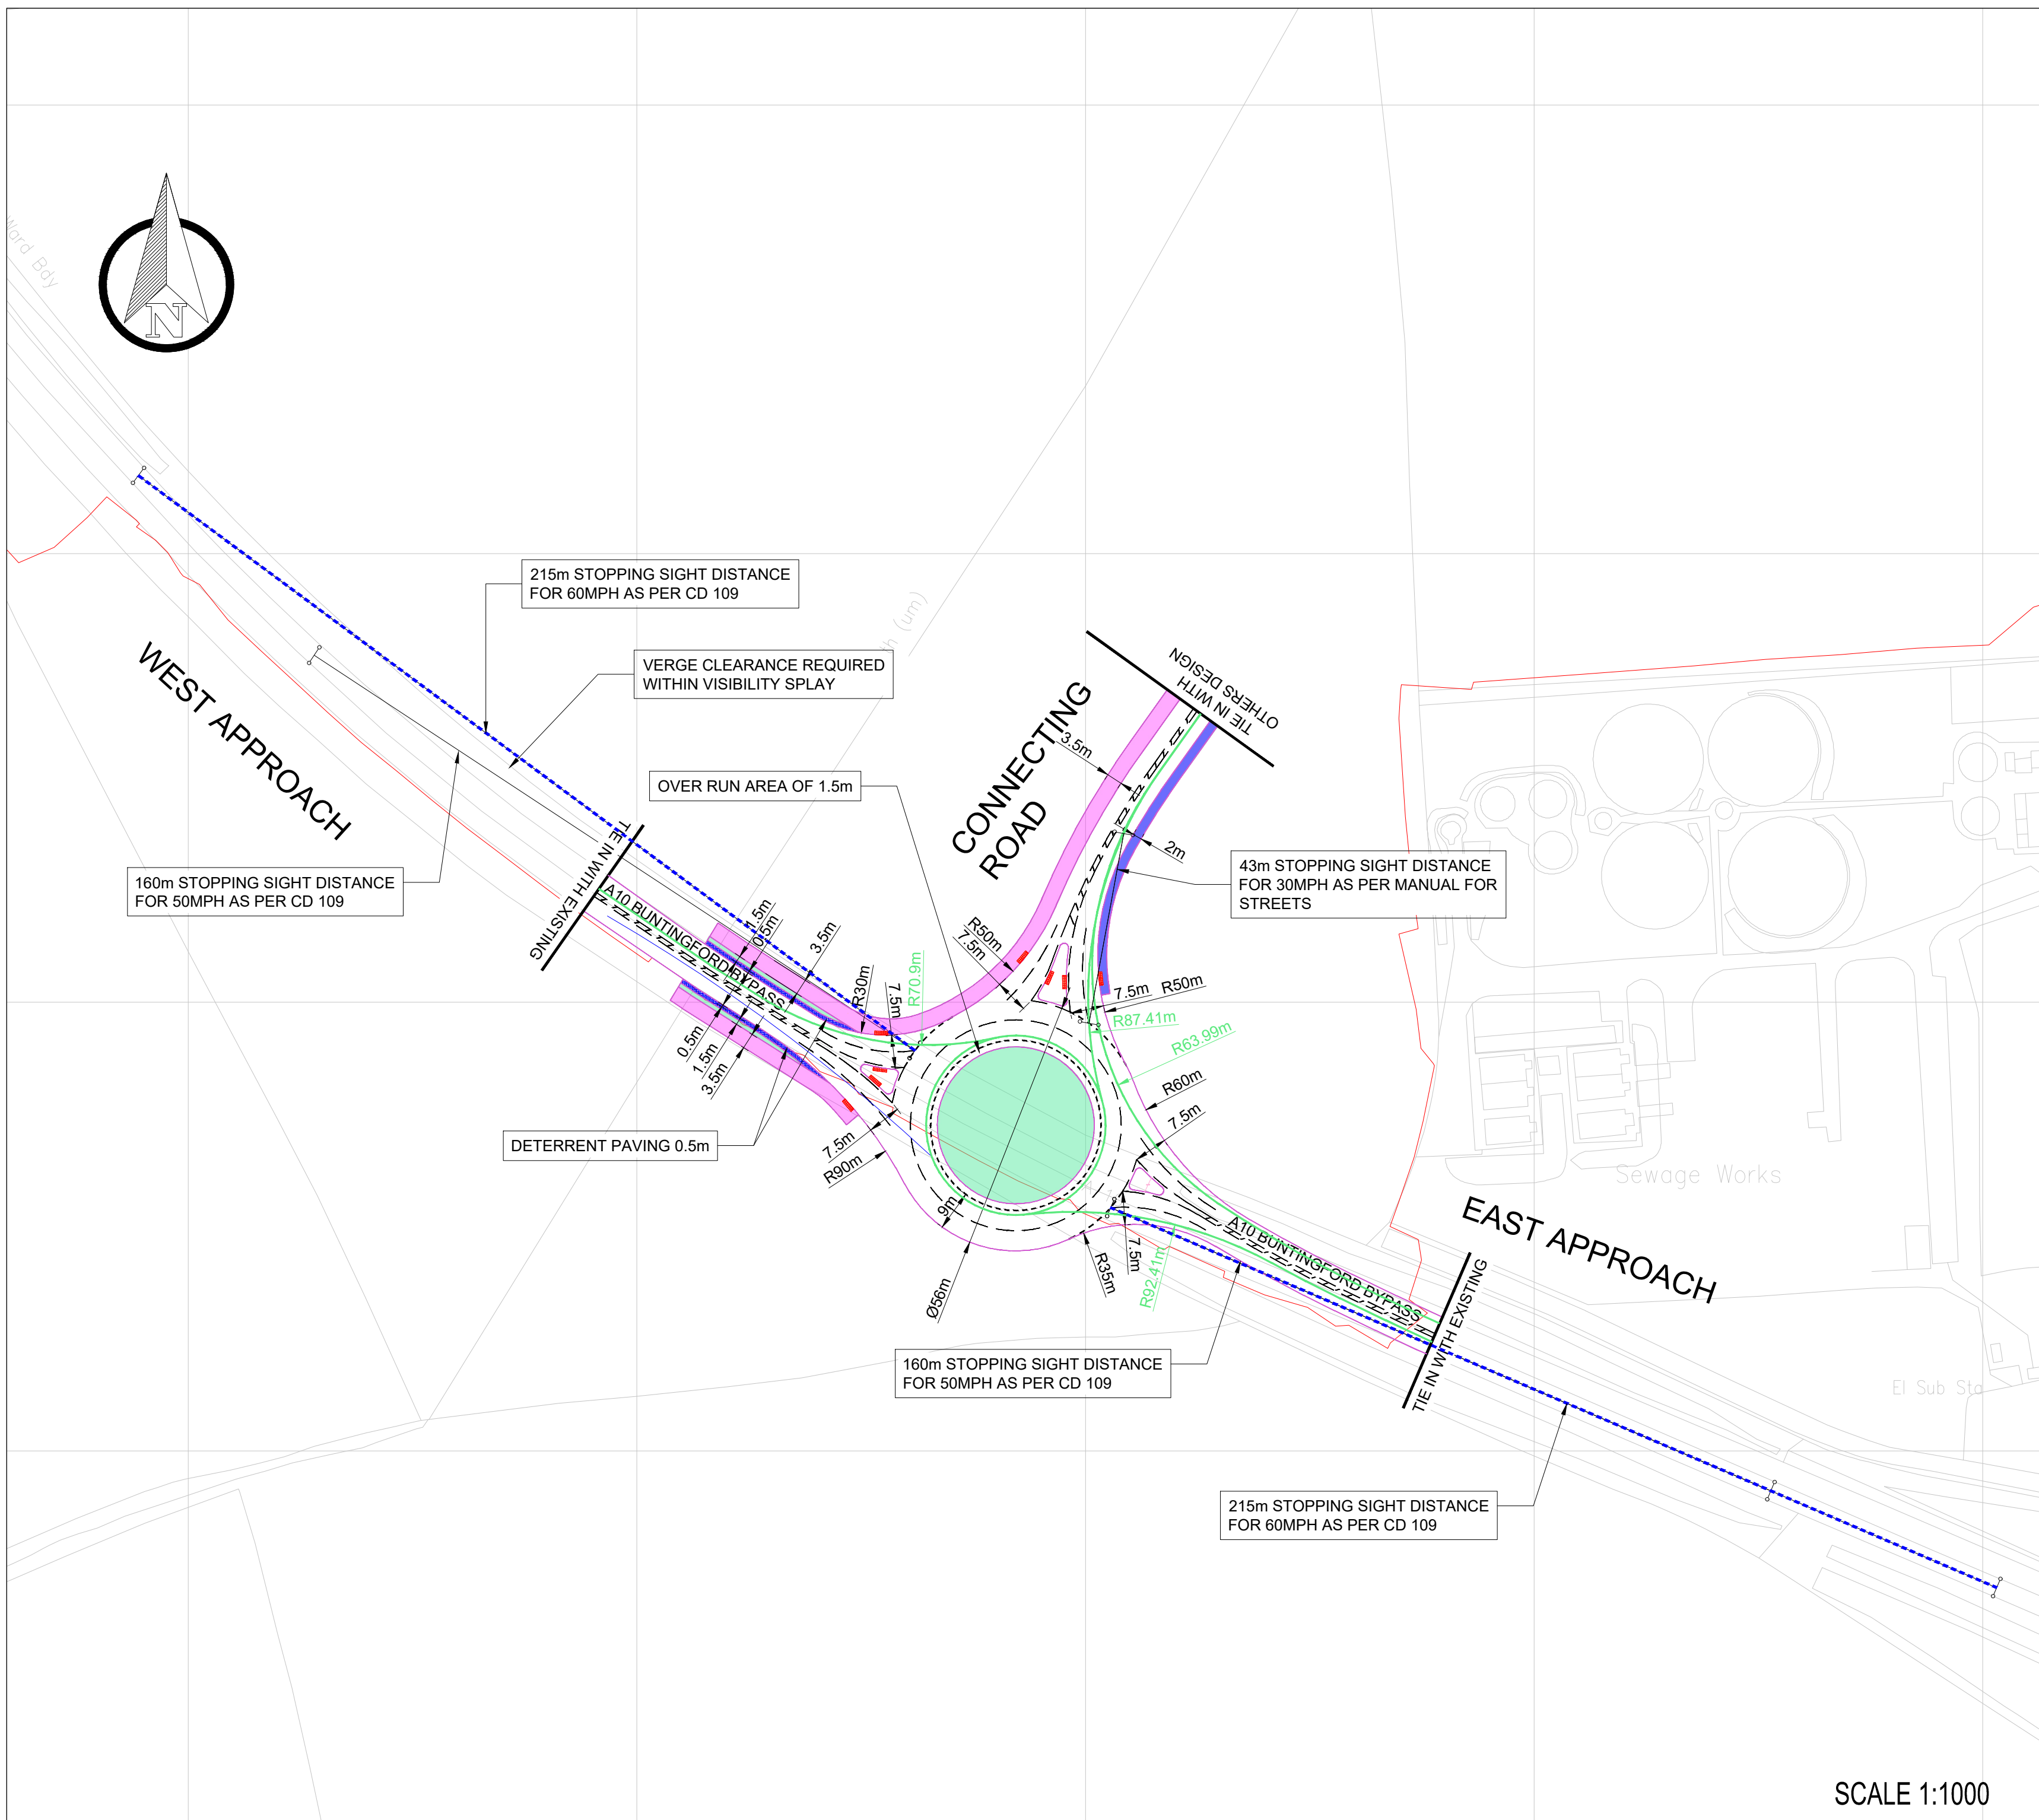 Ward Bdy
N
215m STOPPING SIGHT DISTANCE
FOR 60MPH AS PER CD 109
VERGE CLEARANCE REQUIRED
WITHIN VISIBILITY SPLAY
(um)
WEST APPROACH
CONNECTING
ROAD
TIE IN WITH
OTHERS DESIGN
3.5m
2m
OVER RUN AREA OF 1.5m
160m STOPPING SIGHT DISTANCE
FOR 50MPH AS PER CD 109
43m STOPPING SIGHT DISTANCE
FOR 30MPH AS PER MANUAL FOR
STREETS
TIE IN WITH EXISTING
A10 BUNTINGFORD BYPASS
1.5m
0.5m
3.5m
R30m
7.5m
R70.9m
R50m
7.5m
7.5m
R50m
R87.41m
R63.99m
R60m
7.5m
0.5m
1.5m
3.5m
DETERRENT PAVING 0.5m
7.5m
R90m
9m
Ø56m
R35m
7.5m
R92.41m
A10 BUNTINGFORD BYPASS
Sewage Works
EAST APPROACH
TIE IN WITH EXISTING
160m STOPPING SIGHT DISTANCE
FOR 50MPH AS PER CD 109
El Sub Sta
215m STOPPING SIGHT DISTANCE
FOR 60MPH AS PER CD 109
SCALE 1:1000